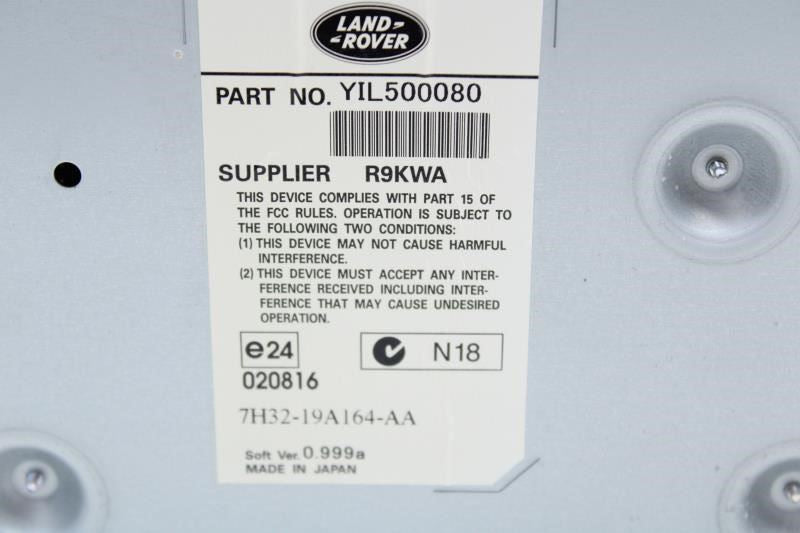 LAND-
-ROVER
PART NO. YIL500080
SUPPLIER R9KWA
THIS DEVICE COMPLIES WITH PART 15 OF
THE FCC RULES. OPERATION IS SUBJECT TO
THE FOLLOWING TWO CONDITIONS:
(1) THIS DEVICE MAY NOT CAUSE HARMFUL
INTERFERENCE.
(2) THIS DEVICE MUST ACCEPT ANY INTER-
FERENCE RECEIVED INCLUDING INTER-
FERENCE THAT MAY CAUSE UNDESIRED
OPERATION.
e24 N18
020816
7H32-19A164-AA
Soft Ver. 0.999a
MADE IN JAPAN